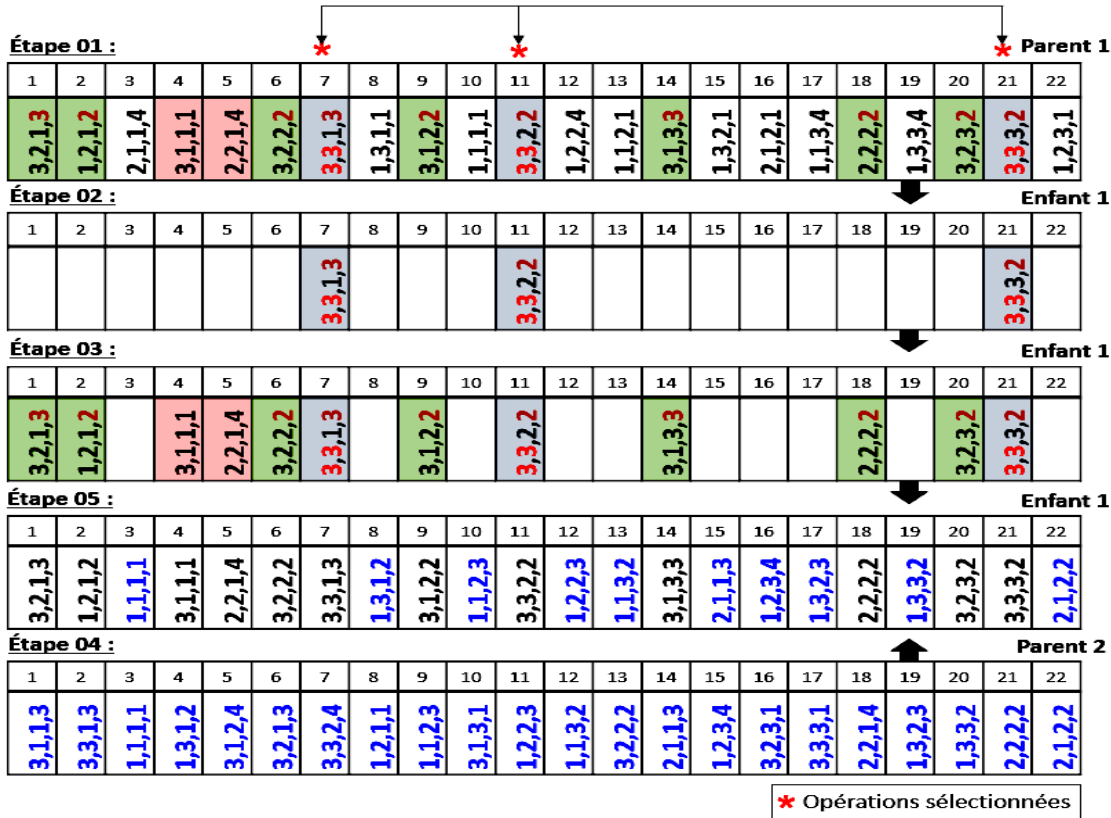 Étape 01 : Parent 1
1 2 3 4 5 6 7 8 9 10 11 12 13 14 15 16 17 18 19 20 21 22
3,2,1,3 1,2,1,2 2,1,1,4 3,1,1,1 2,2,1,4 3,2,2,2 3,3,1,3 1,3,1,1 3,1,2,2 1,1,1,1 3,3,2,2 1,2,2,4 1,1,2,1 3,1,3,3 1,3,2,1 2,1,2,1 1,1,3,4 2,2,2,2 1,3,3,4 3,2,3,2 3,3,3,2 1,2,3,1
Étape 02 : Enfant 1
1 2 3 4 5 6 7 8 9 10 11 12 13 14 15 16 17 18 19 20 21 22
3,3,1,3 3,3,2,2 3,3,3,2
Étape 03 : Enfant 1
1 2 3 4 5 6 7 8 9 10 11 12 13 14 15 16 17 18 19 20 21 22
3,2,1,3 1,2,1,2 3,1,1,1 2,2,1,4 3,2,2,2 3,3,1,3 3,1,2,2 3,3,2,2 3,1,3,3 2,2,2,2 3,2,3,2 3,3,3,2
Étape 05 : Enfant 1
1 2 3 4 5 6 7 8 9 10 11 12 13 14 15 16 17 18 19 20 21 22
3,2,1,3 1,2,1,2 1,1,1,1 3,1,1,1 2,2,1,4 3,2,2,2 3,3,1,3 1,3,1,2 3,1,2,2 1,1,2,3 3,3,2,2 1,2,2,3 1,1,3,2 3,1,3,3 2,1,1,3 1,2,3,4 1,3,2,3 2,2,2,2 1,3,3,2 3,2,3,2 3,3,3,2 2,1,2,2
Étape 04 : Parent 2
1 2 3 4 5 6 7 8 9 10 11 12 13 14 15 16 17 18 19 20 21 22
3,1,1,3 3,3,1,3 1,1,1,1 1,3,1,2 3,1,2,4 3,2,1,3 3,3,2,4 1,2,1,1 1,1,2,3 3,1,3,1 1,2,2,3 1,1,3,2 3,2,2,2 2,1,1,3 1,2,3,4 3,2,3,1 3,3,3,1 2,2,1,4 1,3,2,3 1,3,3,2 2,2,2,2 2,1,2,2
* Opérations sélectionnées